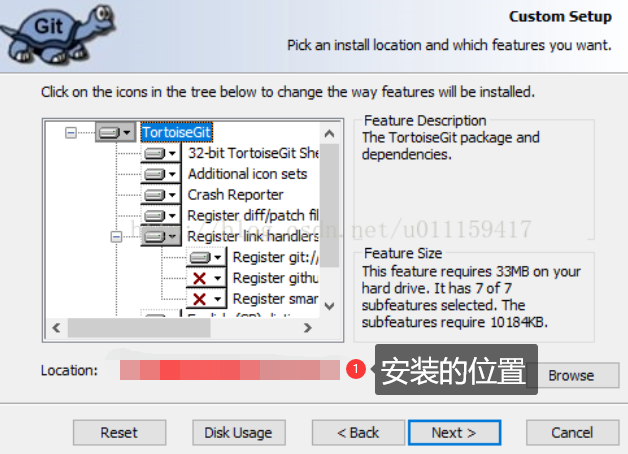 Git
Custom Setup
Pick an install location and which features you want.
Click on the icons in the tree below to change the way features will be installed.
TortoiseGit
32-bit TortoiseGit She
Additional icon sets
Crash Reporter
Register diff/patch fil
Register link handlers
Register git://
Register githu
Register smar
Feature Description
The TortoiseGit package and
dependencies.
http://blog.csdn.net/u011159417
Feature Size
This feature requires 33MB on your
hard drive. It has 7 of 7
subfeatures selected. The
subfeatures require 10184KB.
Location:
1
安装的位置
Browse
Reset
Disk Usage
< Back
Next >
Cancel